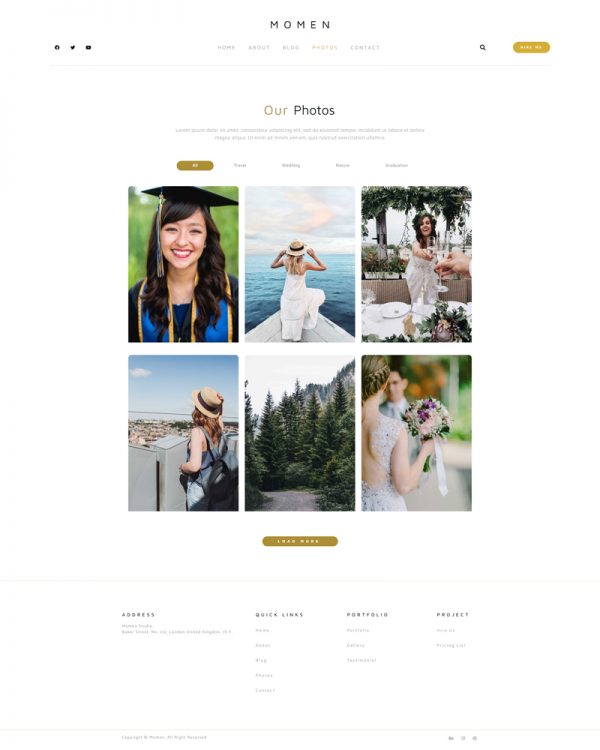 MOMEN
HOME ABOUT BLOG PHOTOS CONTACT
HIRE ME
Our Photos
Lorem ipsum dolor sit amet, consectetur adipiscing elit, sed do eiusmod tempor incididunt ut labore et dolore
magna aliqua. Ut enim ad minim veniam, quis nostrud exercitation ullamco.
All Travel Wedding Nature Graduation
LOAD MORE
ADDRESS QUICK LINKS PORTFOLIO PROJECT
Momen Studio
Baker Street, No. London United Kingdom,
Home Portfolio Hire Us
About Gallery Pricing List
Blog Testimonial
Photos
Contact
Copyright © Momen. All Right Reserved.